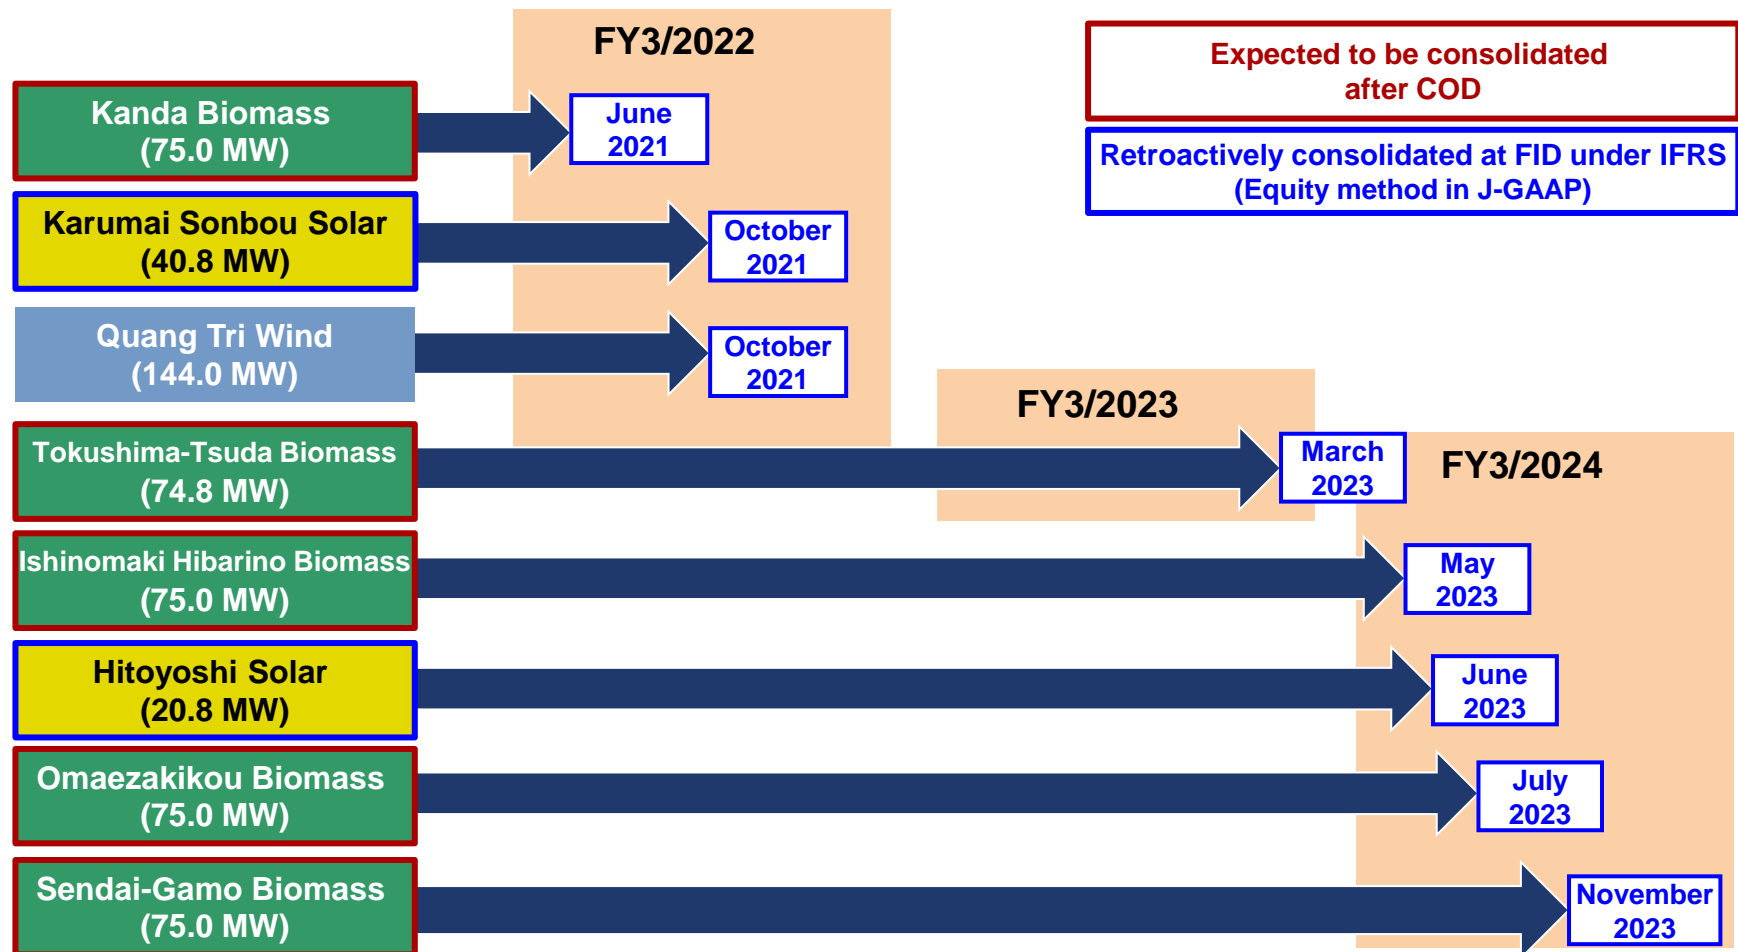 FY3/2022
Expected to be consolidated
after COD
Kanda Biomass
(75.0 MW)
June
2021
Retroactively consolidated at FID under IFRS
(Equity method in J-GAAP)
Karumai Sonbou Solar
(40.8 MW)
October
2021
Quang Tri Wind
(144.0 MW)
October
2021
FY3/2023
Tokushima-Tsuda Biomass
(74.8 MW)
March
2023
FY3/2024
Ishinomaki Hibarino Biomass
(75.0 MW)
May
2023
Hitoyoshi Solar
(20.8 MW)
June
2023
Omaezakikou Biomass
(75.0 MW)
July
2023
Sendai-Gamo Biomass
(75.0 MW)
November
2023